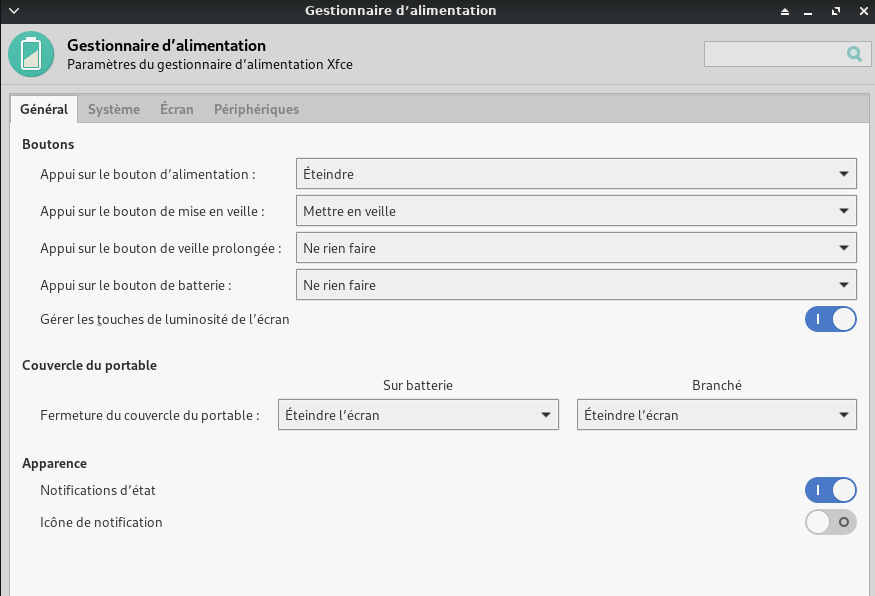 Gestionnaire d’alimentation
Gestionnaire d’alimentation
Paramètres du gestionnaire d’alimentation Xfce
Général Système Écran Périphériques
Boutons
Appui sur le bouton d’alimentation : Éteindre
Appui sur le bouton de mise en veille : Mettre en veille
Appui sur le bouton de veille prolongée : Ne rien faire
Appui sur le bouton de batterie : Ne rien faire
Gérer les touches de luminosité de l’écran
Couvercle du portable
Sur batterie Branché
Fermeture du couvercle du portable : Éteindre l’écran Éteindre l’écran
Apparence
Notifications d’état
Icône de notification